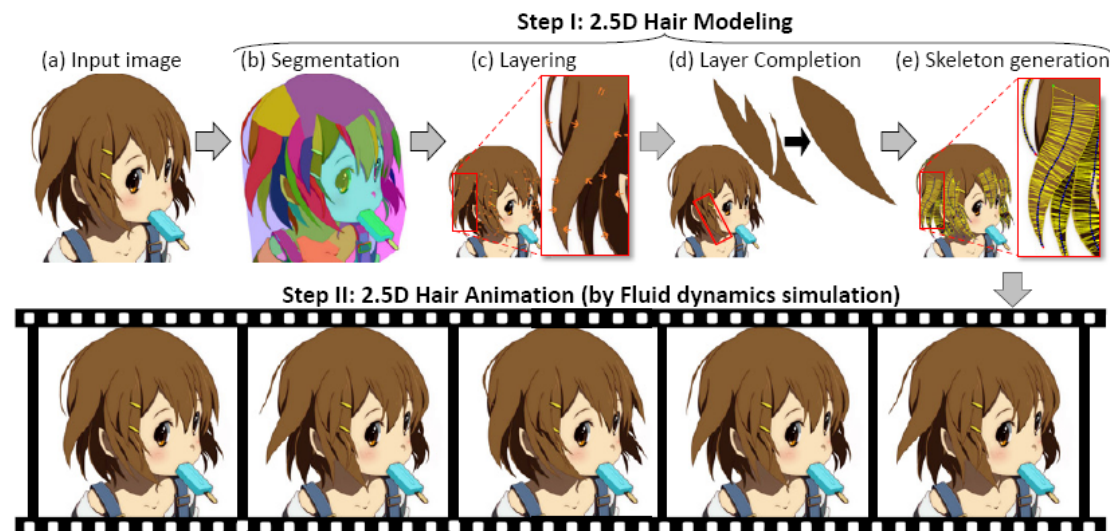 Step I: 2.5D Hair Modeling
(a) Input image
(b) Segmentation
(c) Layering
(d) Layer Completion
(e) Skeleton generation
Step II: 2.5D Hair Animation (by Fluid dynamics simulation)